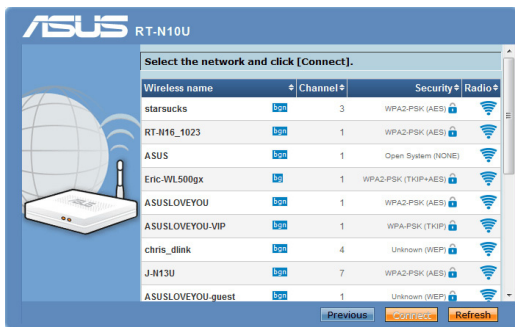 ASUS RT-N10U
Select the network and click [Connect].
Wireless name Channel Security Radio
starsucks bgn 3 WPA2-PSK (AES)
RT-N16_1023 bgn 1 WPA2-PSK (AES)
ASUS bgn 1 Open System (NONE)
Eric-WL500gx bg 1 WPA2-PSK (TKIP+AES)
ASUSLOVEYOU bgn 1 WPA2-PSK (AES)
ASUSLOVEYOU-VIP bgn 1 WPA-PSK (TKIP)
chris_dlink bgn 4 Unknown (WEP)
J-N13U bgn 7 WPA2-PSK (AES)
ASUSLOVEYOU-guest bgn 1 Unknown (WEP)
Previous Connect Refresh